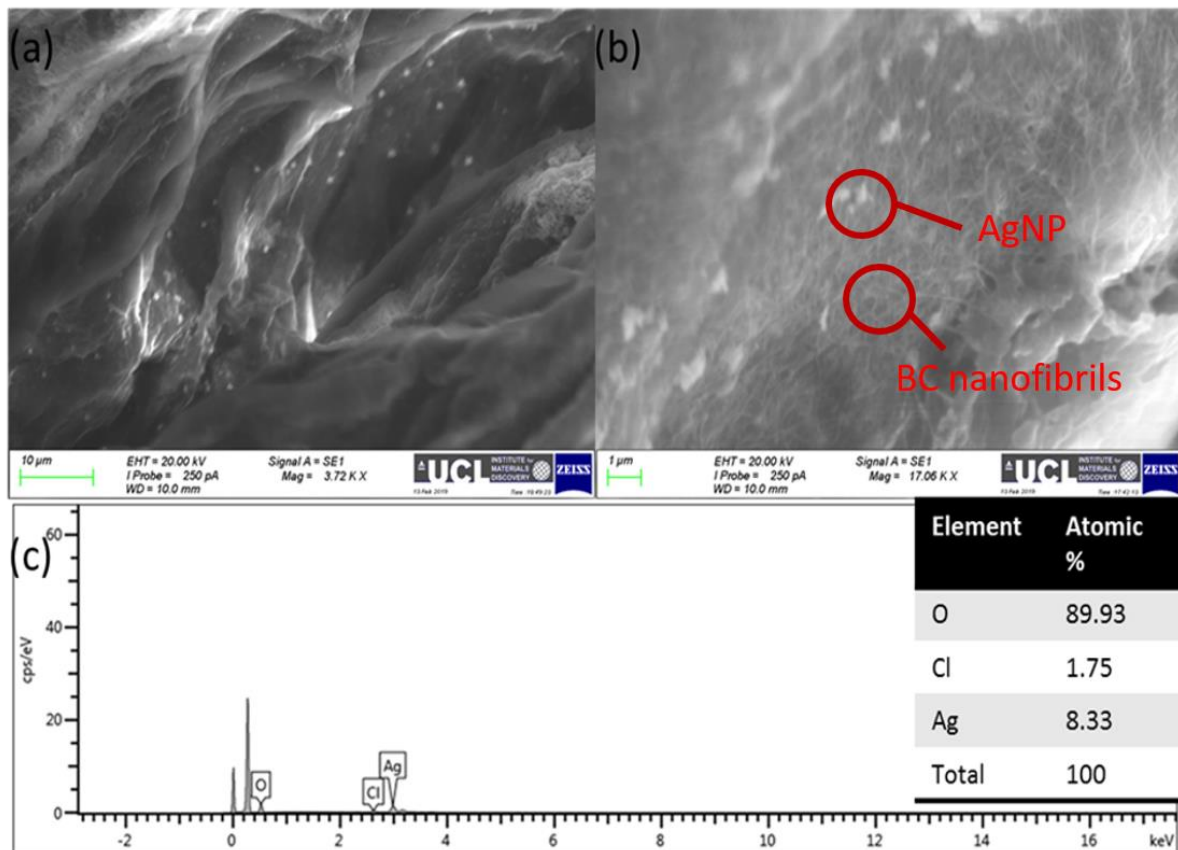 (a)
(b)
AgNP
BC nanofibrils
10 µm
EHT = 20.00 kV
I Probe = 250 pA
WD = 10.0 mm
Signal A = SE1
Mag = 3.72 K X
UCL
INSTITUTE for
MATERIALS
DISCOVERY
ZEISS
1 µm
EHT = 20.00 kV
I Probe = 250 pA
WD = 10.0 mm
Signal A = SE1
Mag = 17.06 K X
UCL
INSTITUTE for
MATERIALS
DISCOVERY
ZEISS
(c)
60
40
20
0
cps/eV
O
Cl
Ag
-2 0 2 4 6 8 10 12 14 16 keV
Element Atomic
%
O 89.93
Cl 1.75
Ag 8.33
Total 100